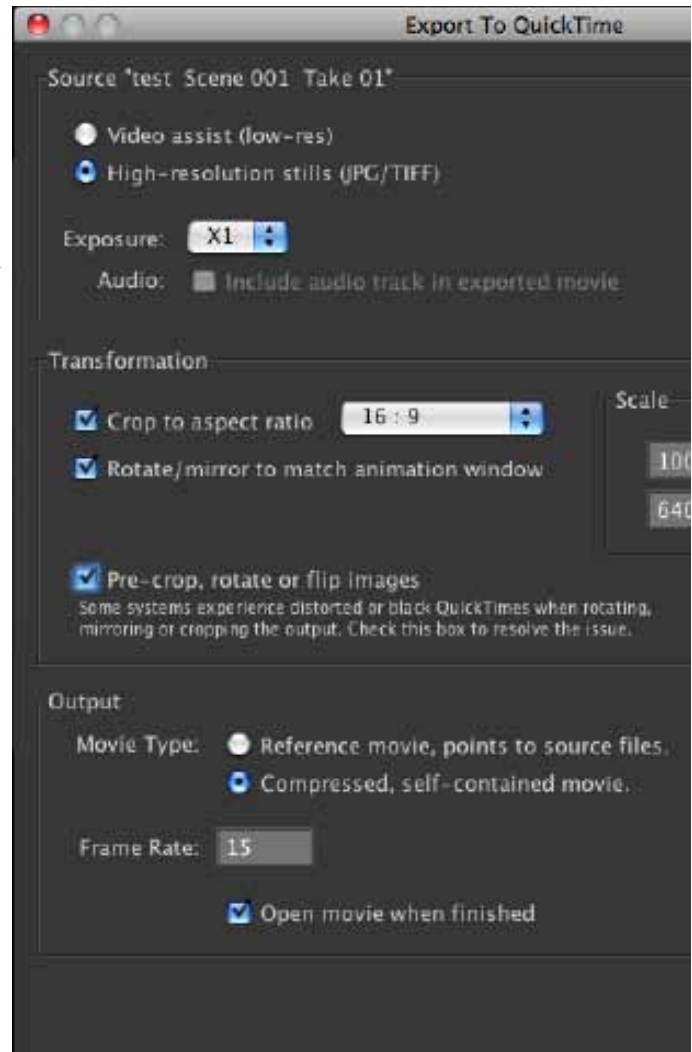 Export To QuickTime
Source "test Scene 001 Take 01"
Video assist (low-res)
High-resolution stills (JPG/TIFF)
Exposure: X1
Audio: Include audio track in exported movie
Transformation
Crop to aspect ratio 16 : 9
Scale
Rotate/mirror to match animation window
100
640
Pre-crop, rotate or flip images
Some systems experience distorted or black QuickTimes when rotating,
mirroring or cropping the output. Check this box to resolve the issue.
Output
Movie Type: Reference movie, points to source files.
Compressed, self-contained movie.
Frame Rate: 15
Open movie when finished